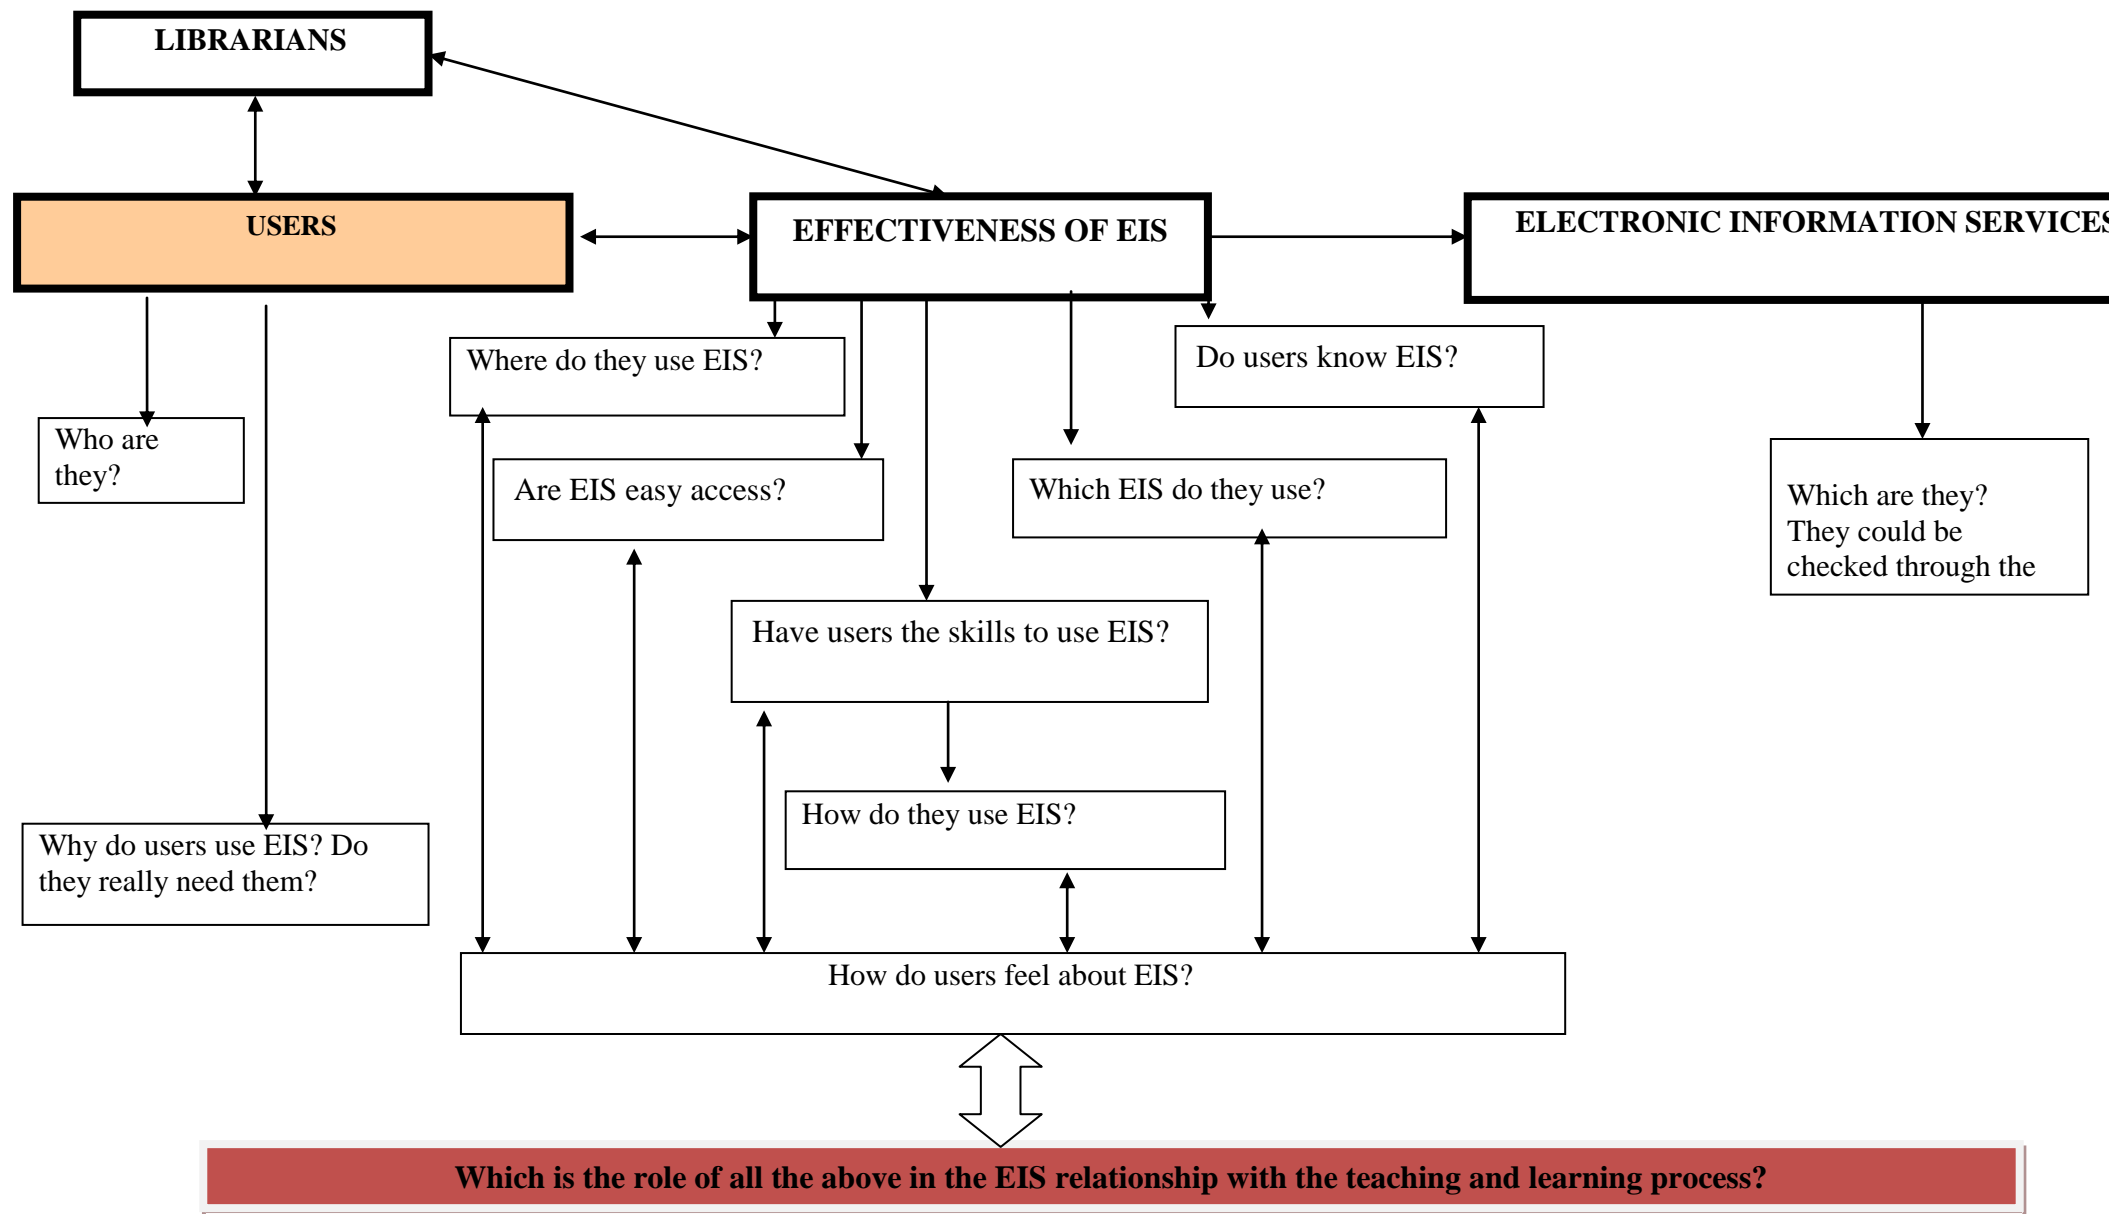 LIBRARIANS
USERS
EFFECTIVENESS OF EIS
ELECTRONIC INFORMATION SERVICES
Where do they use EIS?
Do users know EIS?
Who are
they?
Are EIS easy access?
Which EIS do they use?
Which are they?
They could be
checked through the
Have users the skills to use EIS?
How do they use EIS?
Why do users use EIS? Do
they really need them?
How do users feel about EIS?
Which is the role of all the above in the EIS relationship with the teaching and learning process?